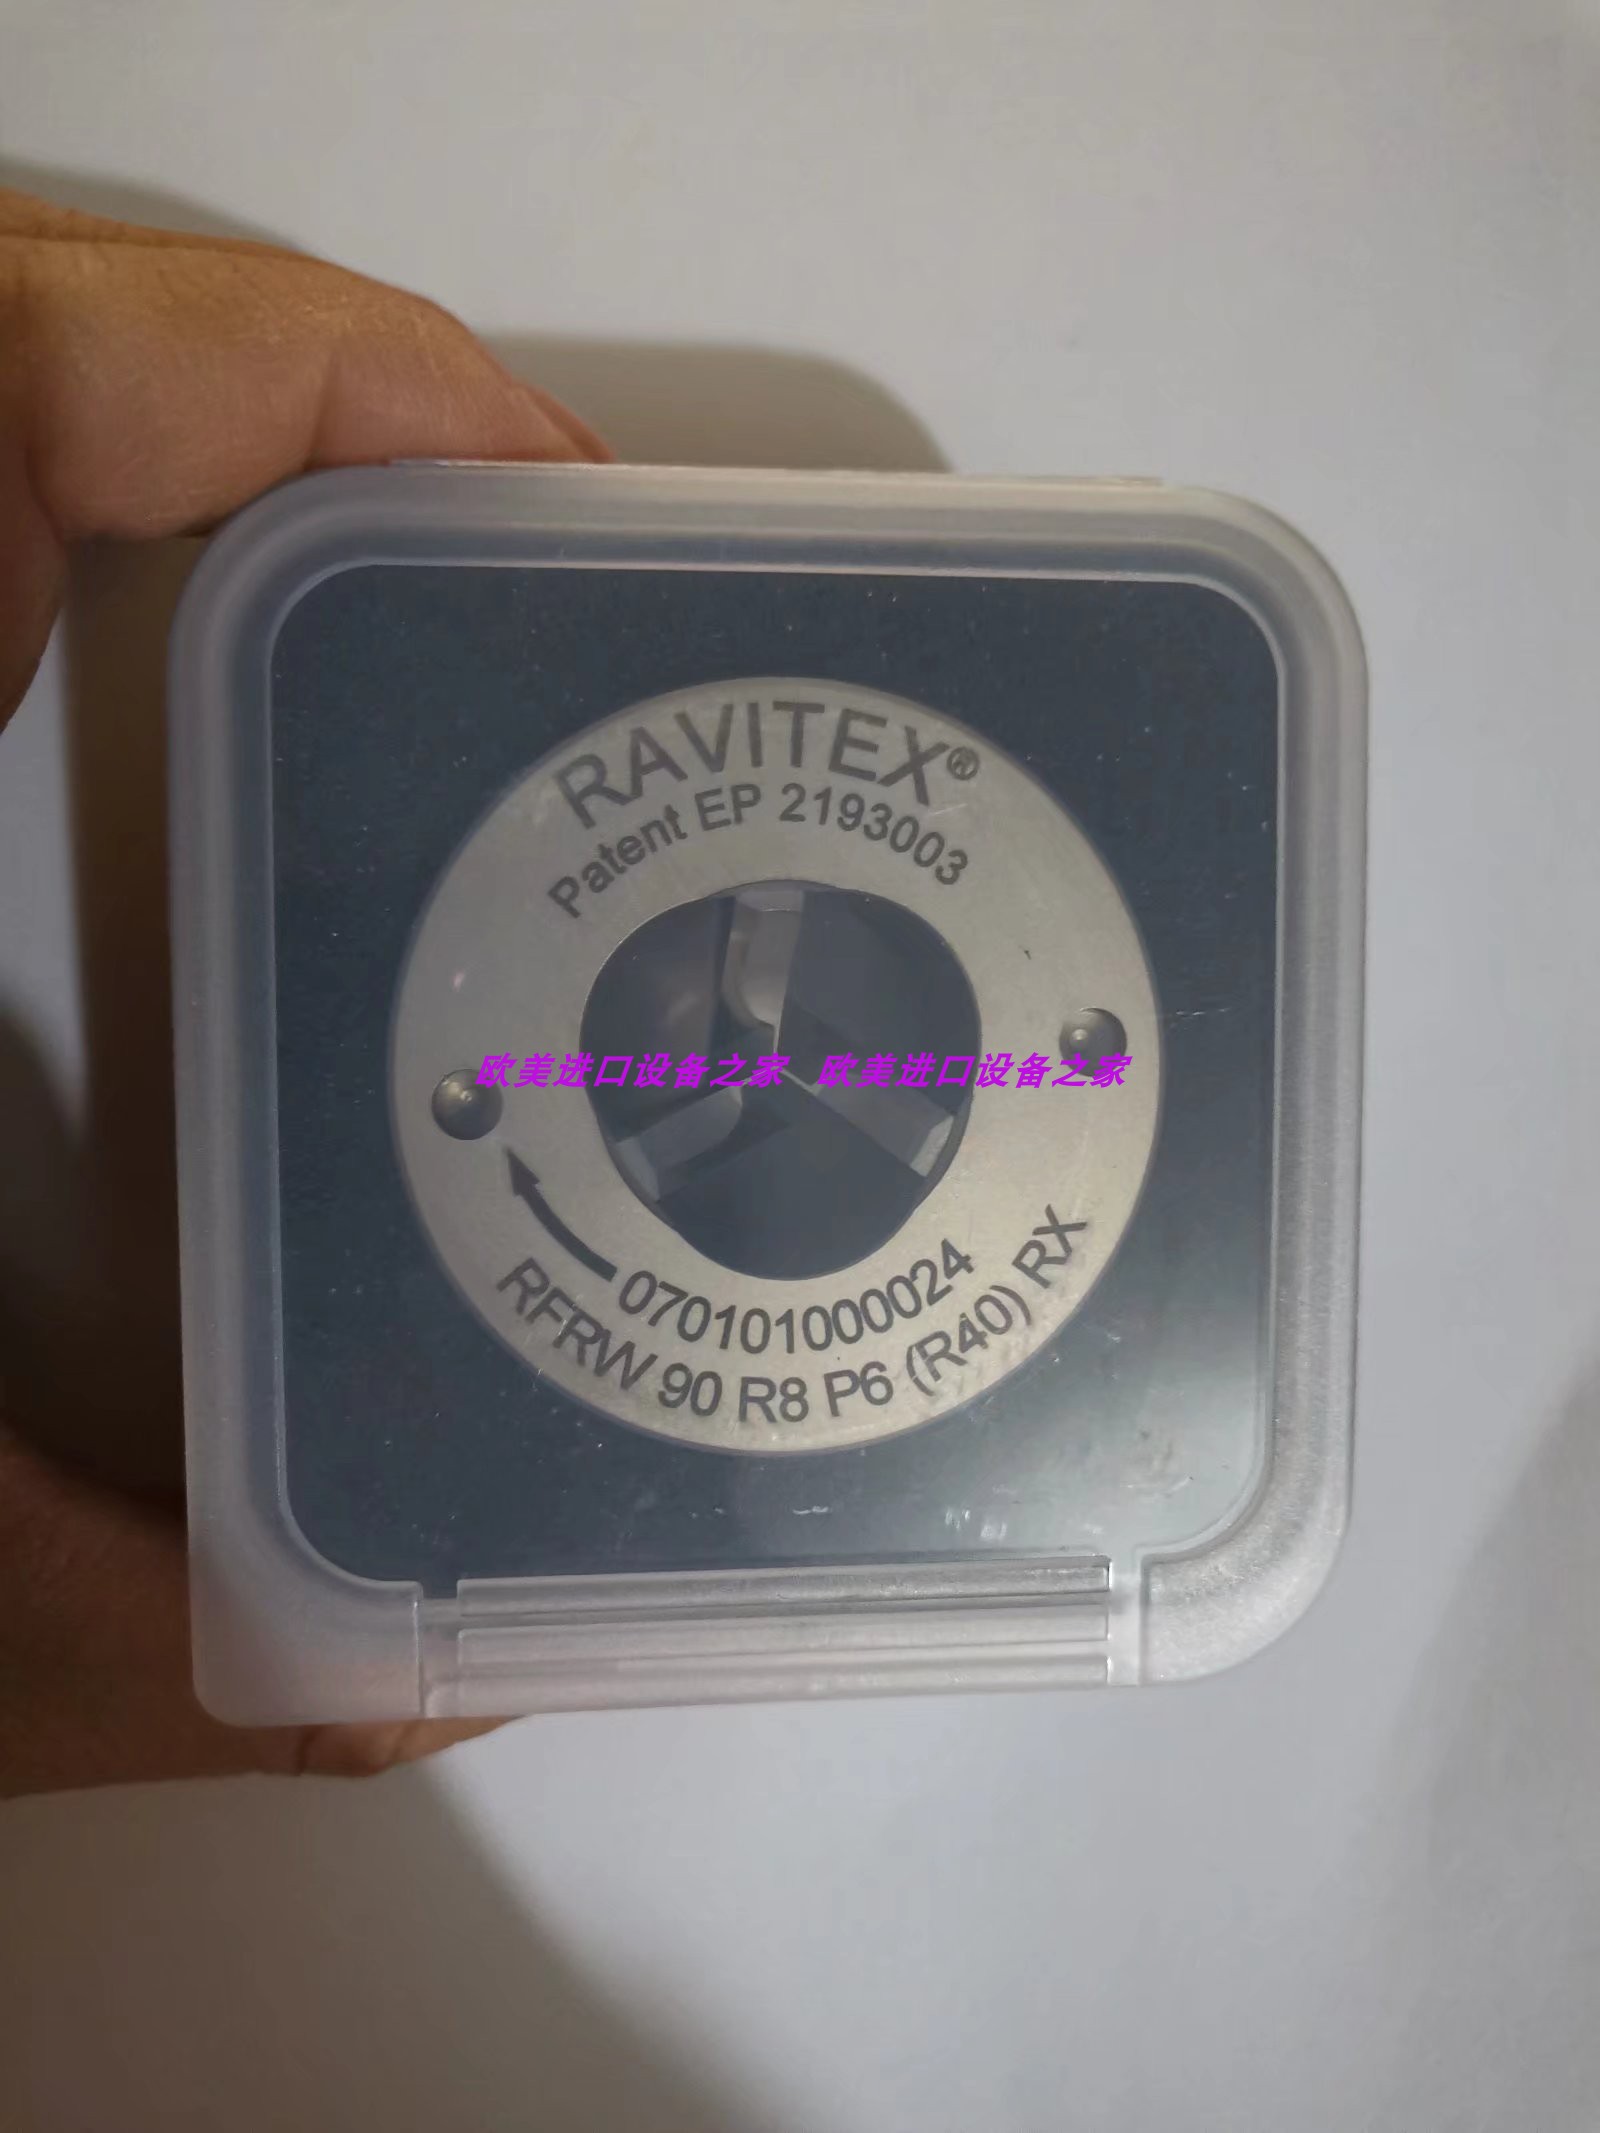 RAVITEX®
Patent EP 2193003
欧美进口设备之家 欧美进口设备之家
070101000024
RFRW 90 R8 P6 (R40) RX